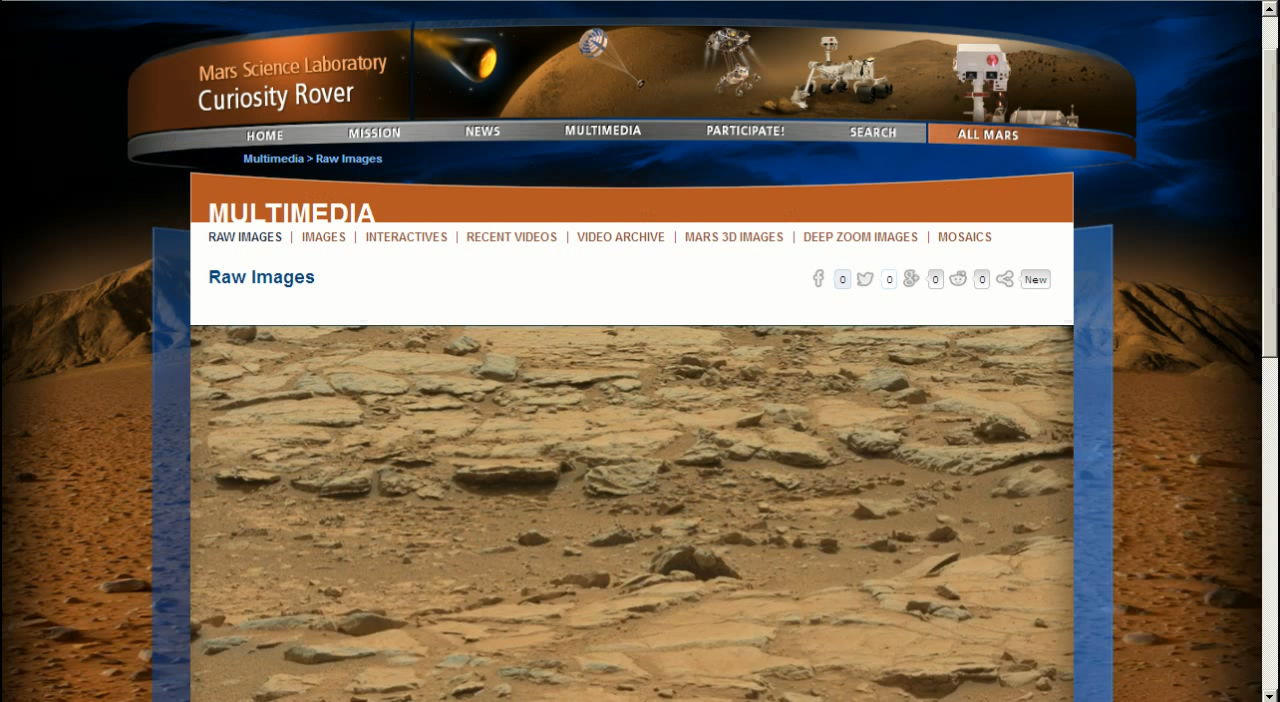 Mars Science Laboratory
Curiosity Rover
HOME MISSION NEWS MULTIMEDIA PARTICIPATE! SEARCH ALL MARS
Multimedia > Raw Images
MULTIMEDIA
RAW IMAGES | IMAGES | INTERACTIVES | RECENT VIDEOS | VIDEO ARCHIVE | MARS 3D IMAGES | DEEP ZOOM IMAGES | MOSAICS
Raw Images 0 0 0 0 New